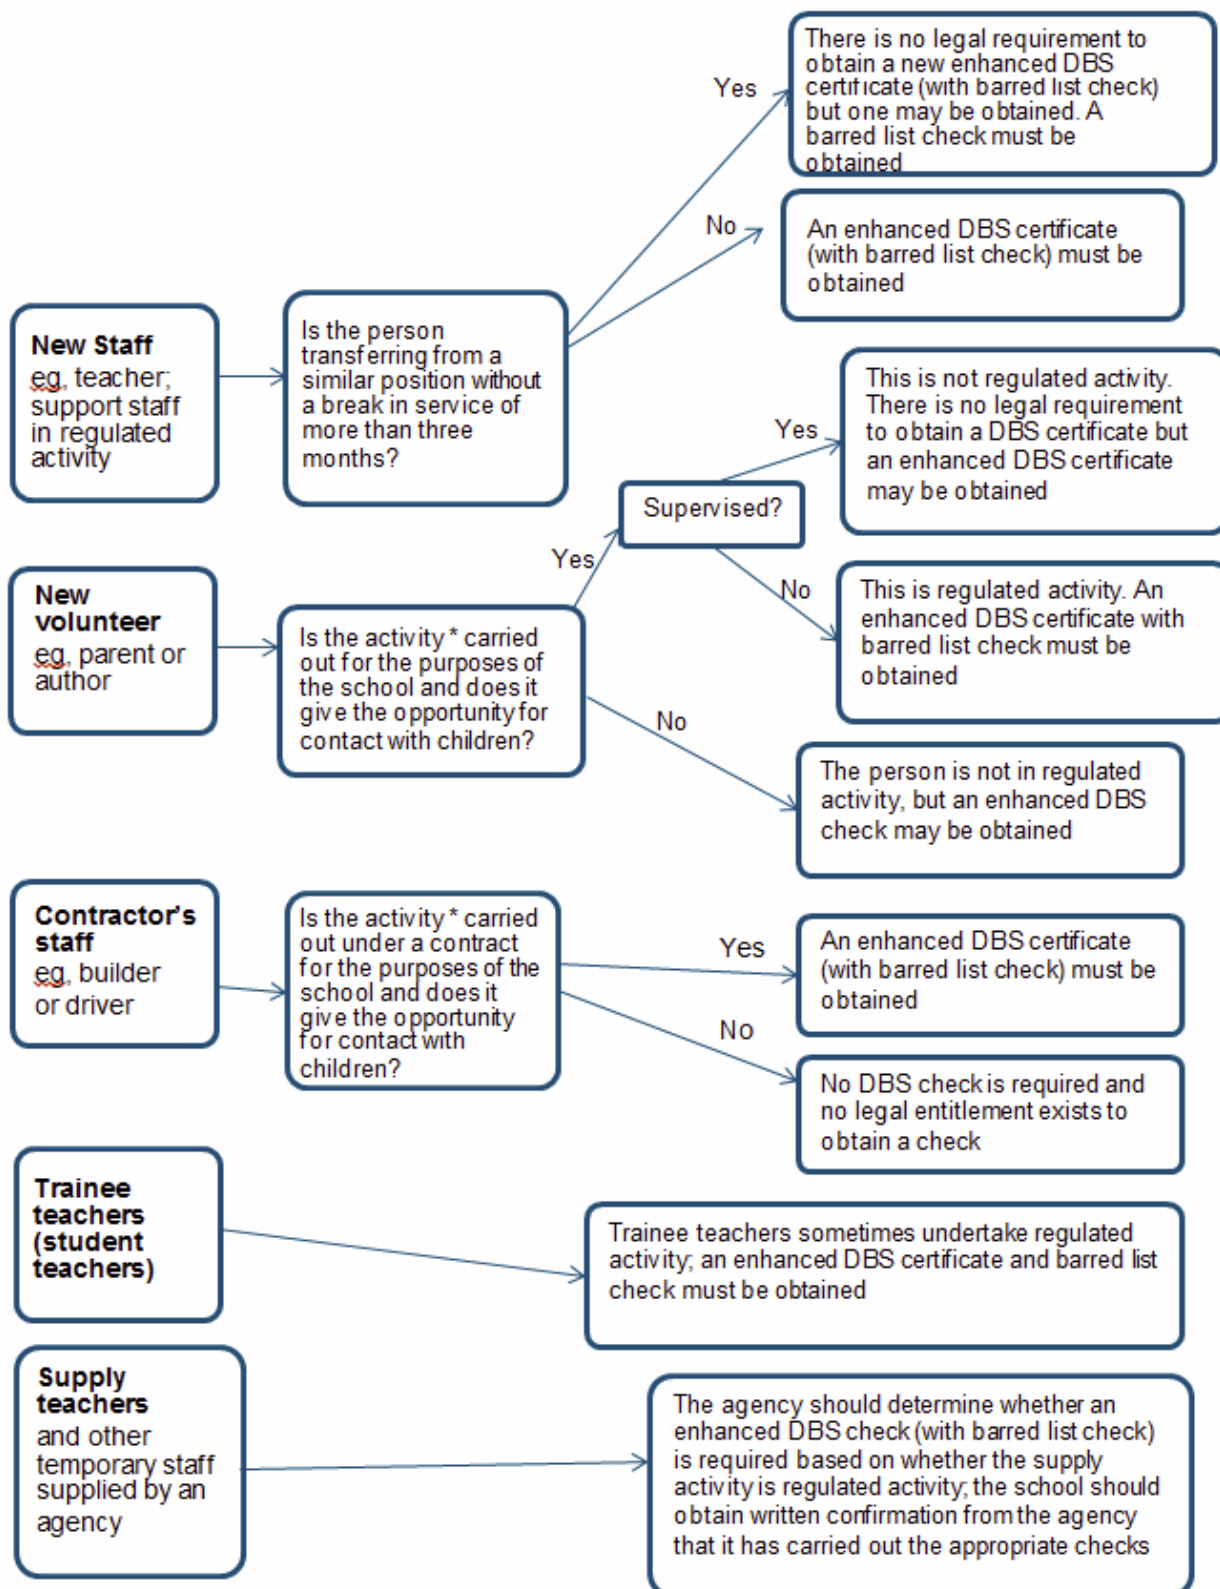 There is no legal requirement to
obtain a new enhanced DBS
certificate (with barred list check)
but one may be obtained. A
barred list check must be
obtained
Yes
No
An enhanced DBS certificate
(with barred list check) must be
obtained
New Staff
eg, teacher;
support staff
in regulated
activity
Is the person
transferring from a
similar position without
a break in service of
more than three
months?
This is not regulated activity.
There is no legal requirement
to obtain a DBS certificate but
an enhanced DBS certificate
may be obtained
Yes
Supervised?
Yes
No
This is regulated activity. An
enhanced DBS certificate with
barred list check must be
obtained
New
volunteer
eg, parent or
author
Is the activity * carried
out for the purposes of
the school and does it
give the opportunity for
contact with children?
No
The person is not in regulated
activity, but an enhanced DBS
check may be obtained
Contractor's
staff
eg, builder
or driver
Is the activity * carried
out under a contract
for the purposes of the
school and does it
give the opportunity
for contact with
children?
Yes
An enhanced DBS certificate
(with barred list check) must be
obtained
No
No DBS check is required and
no legal entitlement exists to
obtain a check
Trainee
teachers
(student
teachers)
Trainee teachers sometimes undertake regulated
activity; an enhanced DBS certificate and barred list
check must be obtained
Supply
teachers
and other
temporary staff
supplied by an
agency
The agency should determine whether an
enhanced DBS check (with barred list check)
is required based on whether the supply
activity is regulated activity; the school should
obtain written confirmation from the agency
that it has carried out the appropriate checks